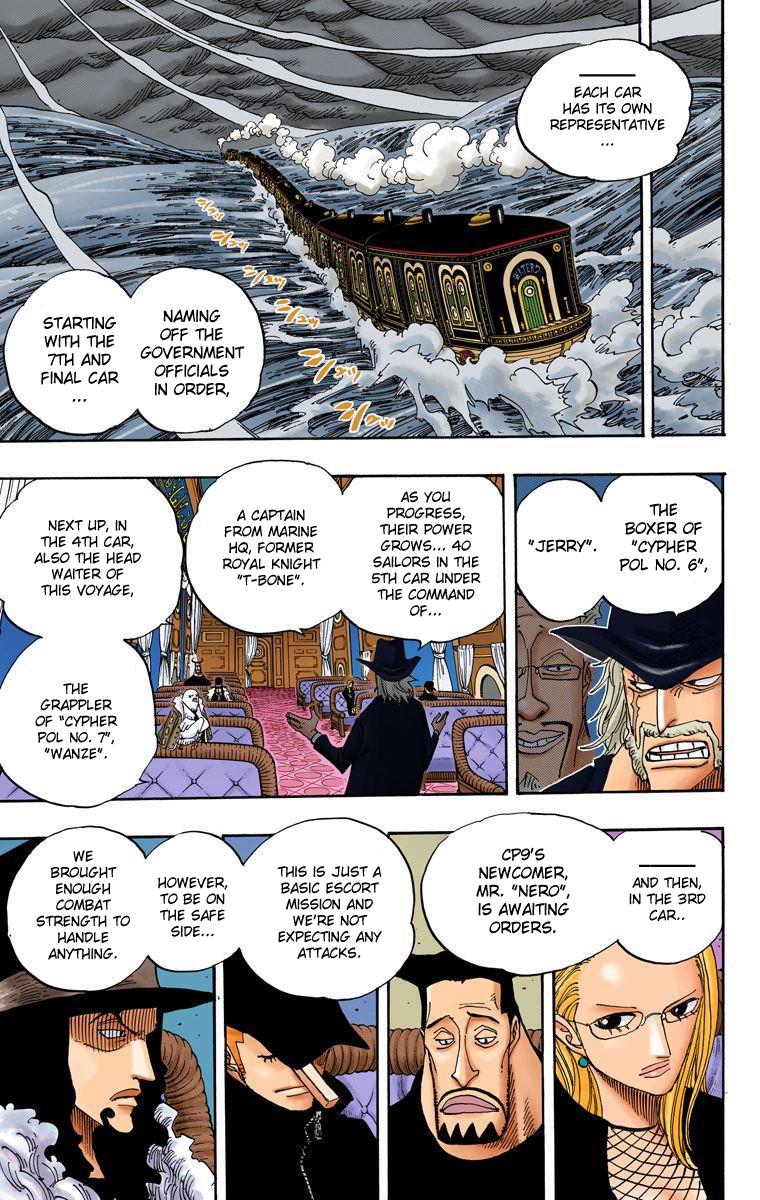 EACH CAR
HAS ITS OWN
REPRESENTATIVE
...
WATER7
NAMING
OFF THE
GOVERNMENT
OFFICIALS
IN ORDER,
STARTING
WITH THE
7TH AND
FINAL CAR
...
THE
BOXER OF
"CYPHER
POL NO. 6",
"JERRY".
AS YOU
PROGRESS,
THEIR POWER
GROWS... 40
SAILORS IN THE
5TH CAR UNDER
THE COMMAND
OF...
A CAPTAIN
FROM MARINE
HQ, FORMER
ROYAL KNIGHT
"T-BONE".
NEXT UP, IN
THE 4TH CAR,
ALSO THE HEAD
WAITER OF
THIS VOYAGE,
THE
GRAPPLER
OF "CYPHER
POL NO. 7",
"WANZE".
AND THEN,
IN THE 3RD
CAR..
CP9'S
NEWCOMER,
MR. "NERO",
IS AWAITING
ORDERS.
THIS IS JUST A
BASIC ESCORT
MISSION AND
WE'RE NOT
EXPECTING ANY
ATTACKS.
HOWEVER,
TO BE ON
THE SAFE
SIDE...
WE
BROUGHT
ENOUGH
COMBAT
STRENGTH TO
HANDLE
ANYTHING.